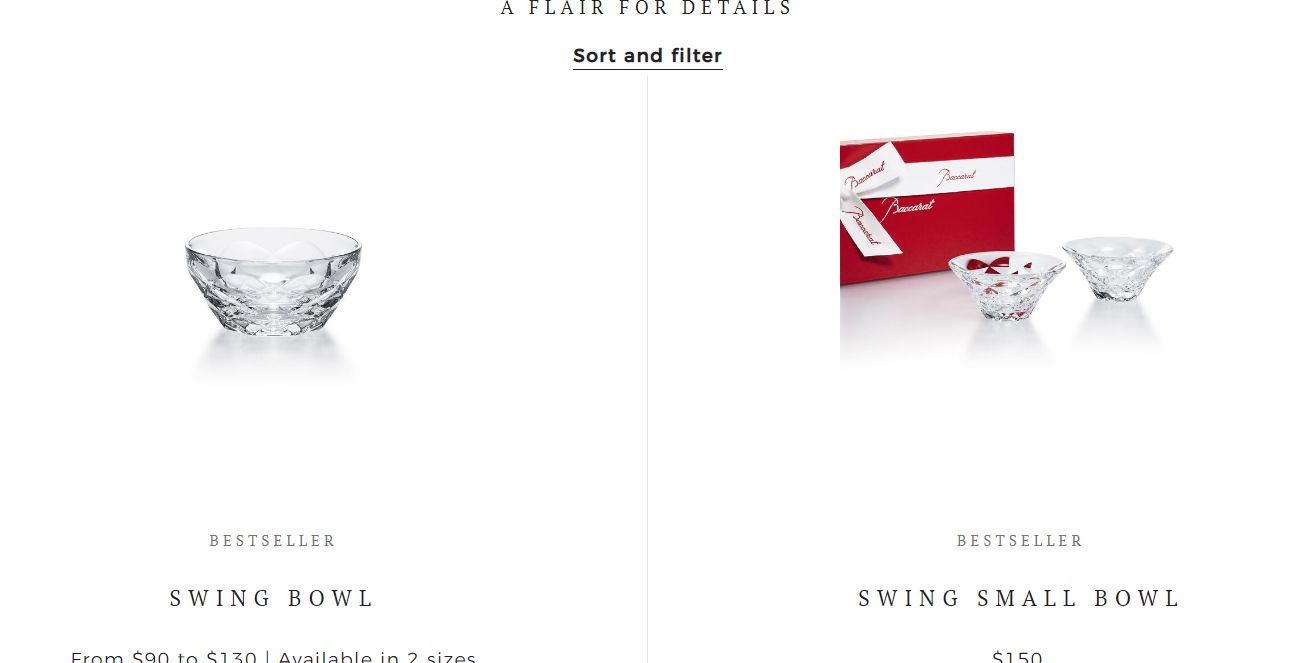 A FLAIR FOR DETAILS
Sort and filter
Baccarat
Baccarat
Baccarat
Baccarat
BESTSELLER
SWING BOWL
From $90 to $130 | Available in 2 sizes
BESTSELLER
SWING SMALL BOWL
$150